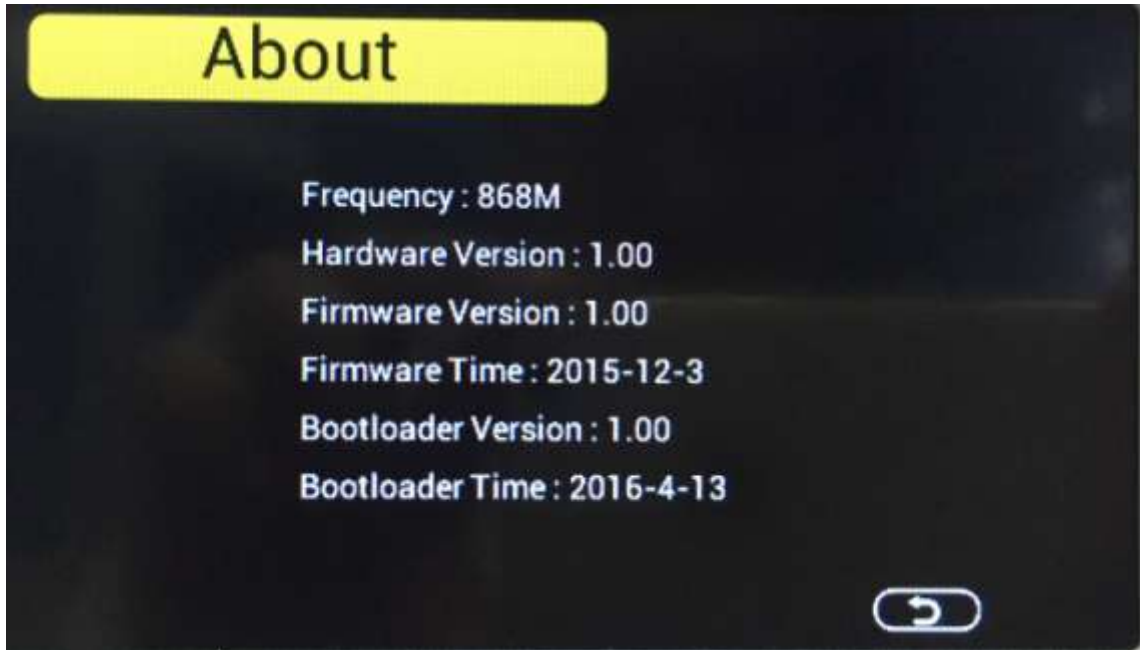 About
Frequency : 868M
Hardware Version : 1.00
Firmware Version : 1.00
Firmware Time : 2015-12-3
Bootloader Version : 1.00
Bootloader Time : 2016-4-13